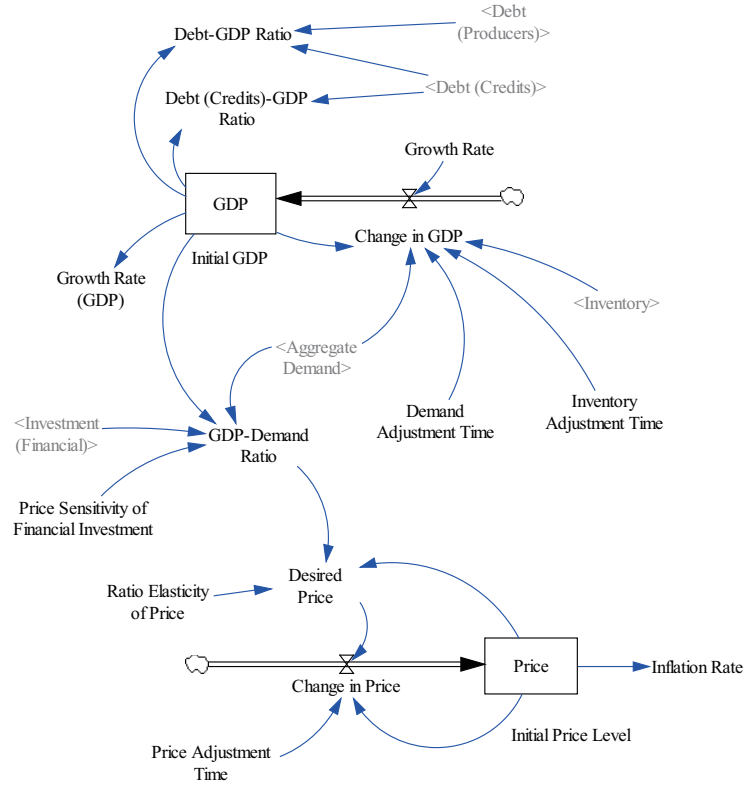 <Debt
(Producers)>
Debt-GDP Ratio
<Debt (Credits)>
Debt (Credits)-GDP
Ratio
Growth Rate
GDP
Initial GDP
Change in GDP
Growth Rate
(GDP)
<Inventory>
<Aggregate
Demand>
Demand
Adjustment Time
Inventory
Adjustment Time
<Investment
(Financial)>
GDP-Demand
Ratio
Price Sensitivity of
Financial Investment
Ratio Elasticity
of Price
Desired
Price
Price
Inflation Rate
Change in Price
Initial Price Level
Price Adjustment
Time